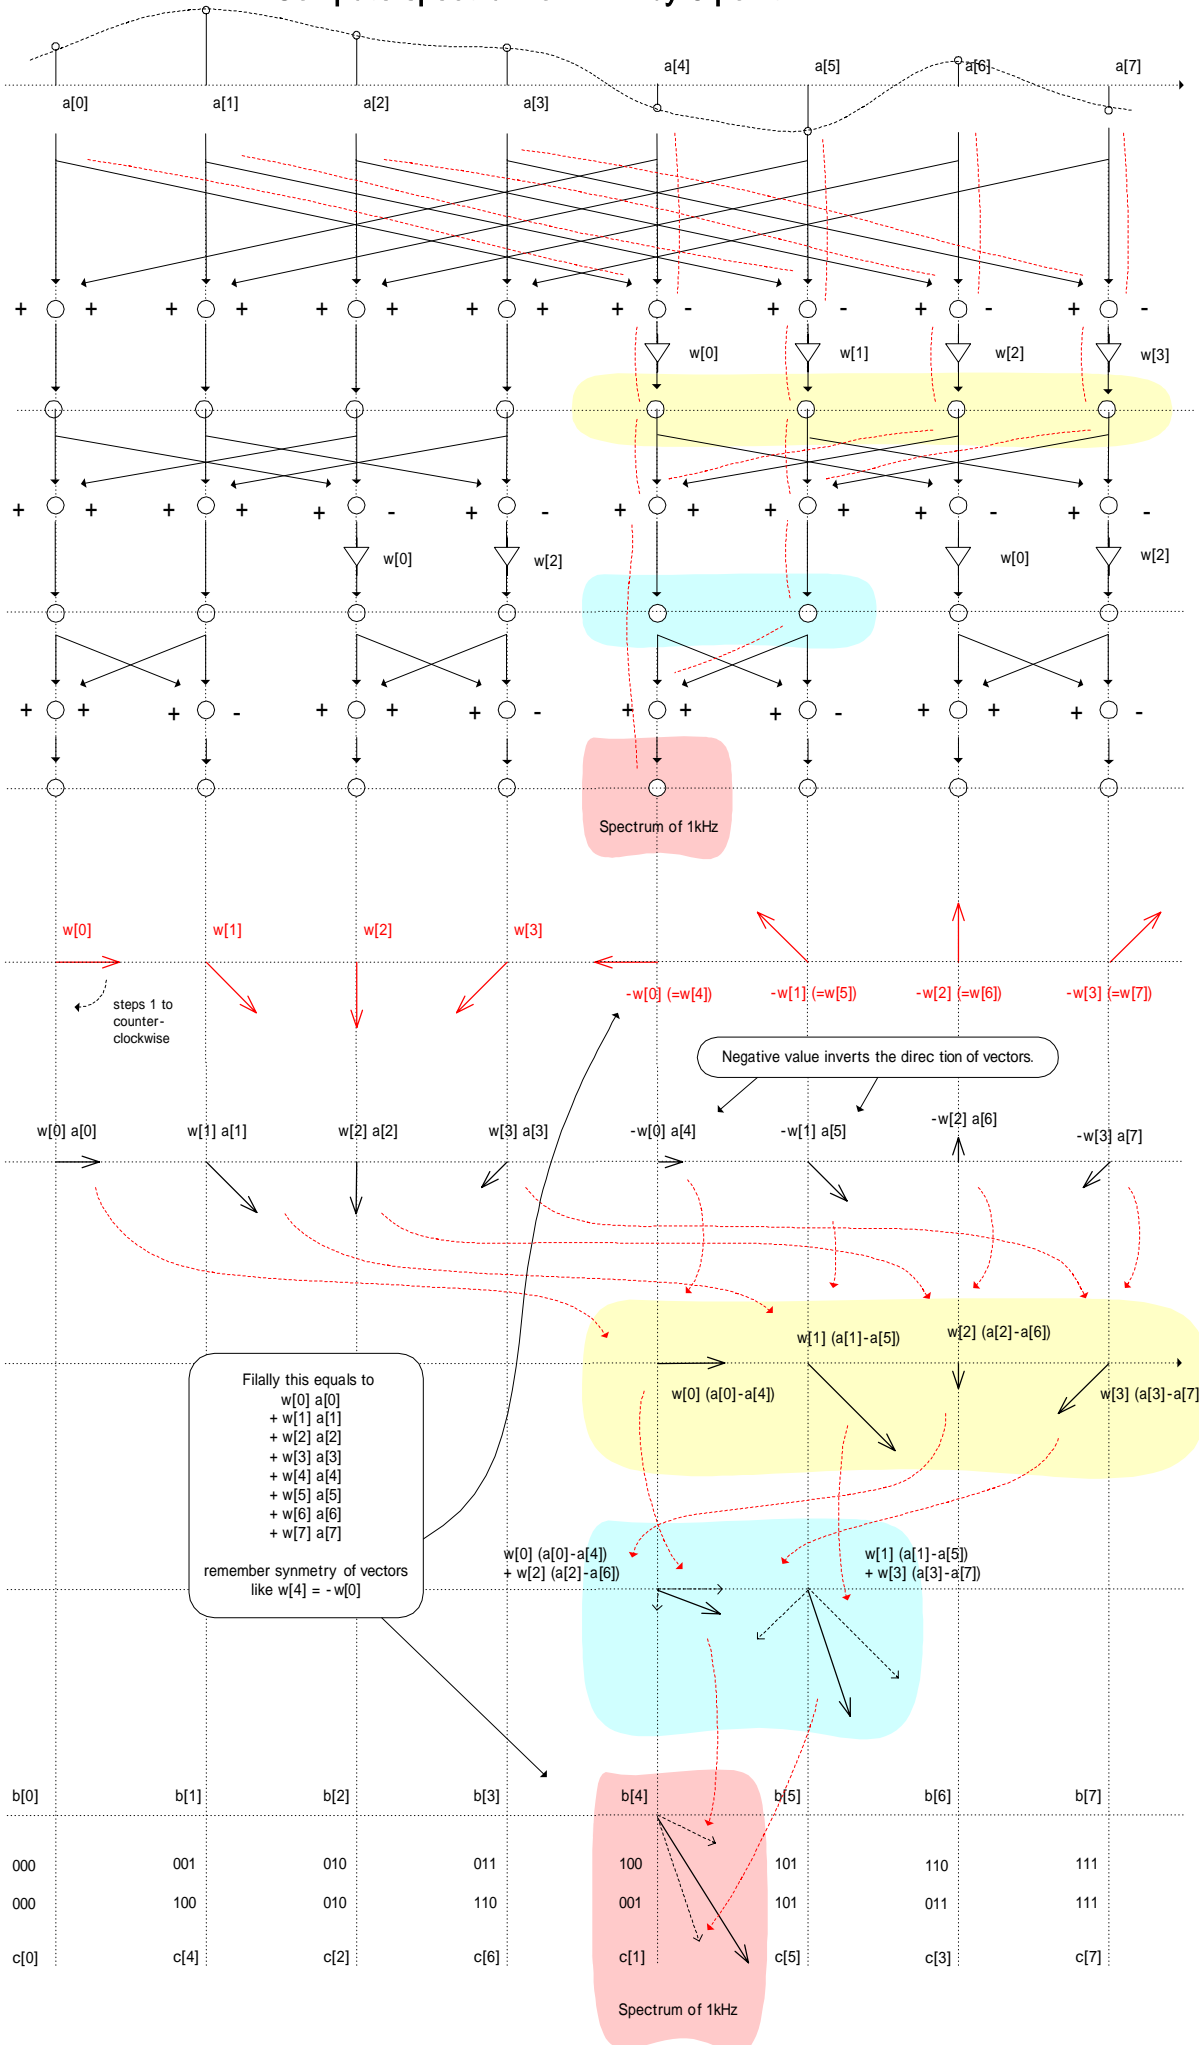 a[4] a[5] a[6] a[7]
a[0] a[1] a[2] a[3]
+ + + + + + + + + - + - + - + -
w[0] w[1] w[2] w[3]
+ + + + + - + - + + + + + - + -
w[0] w[2] w[0] w[2]
+ + + - + + + - + + + - + + + -
Spectrum of 1kHz
w[0] w[1] w[2] w[3]
-w[0] (=w[4]) -w[1] (=w[5]) -w[2] (=w[6]) -w[3] (=w[7])
steps 1 to
counter-
clockwise
Negative value inverts the direc tion of vectors.
w[0] a[0] w[1] a[1] w[2] a[2] w[3] a[3] -w[0] a[4] -w[1] a[5] -w[2] a[6] -w[3] a[7]
w[1] (a[1]-a[5]) w[2] (a[2]-a[6])
w[0] (a[0]-a[4]) w[3] (a[3]-a[7]
Filally this equals to
w[0] a[0]
+ w[1] a[1]
+ w[2] a[2]
+ w[3] a[3]
+ w[4] a[4]
+ w[5] a[5]
+ w[6] a[6]
+ w[7] a[7]
remember synmetry of vectors
like w[4] = -w[0]
w[0] (a[0]-a[4])
+ w[2] (a[2]-a[6])
w[1] (a[1]-a[5])
+ w[3] (a[3]-a[7])
b[0] b[1] b[2] b[3] b[4] b[5] b[6] b[7]
000 001 010 011 100 101 110 111
000 100 010 110 001 101 011 111
c[0] c[4] c[2] c[6] c[1] c[5] c[3] c[7]
Spectrum of 1kHz